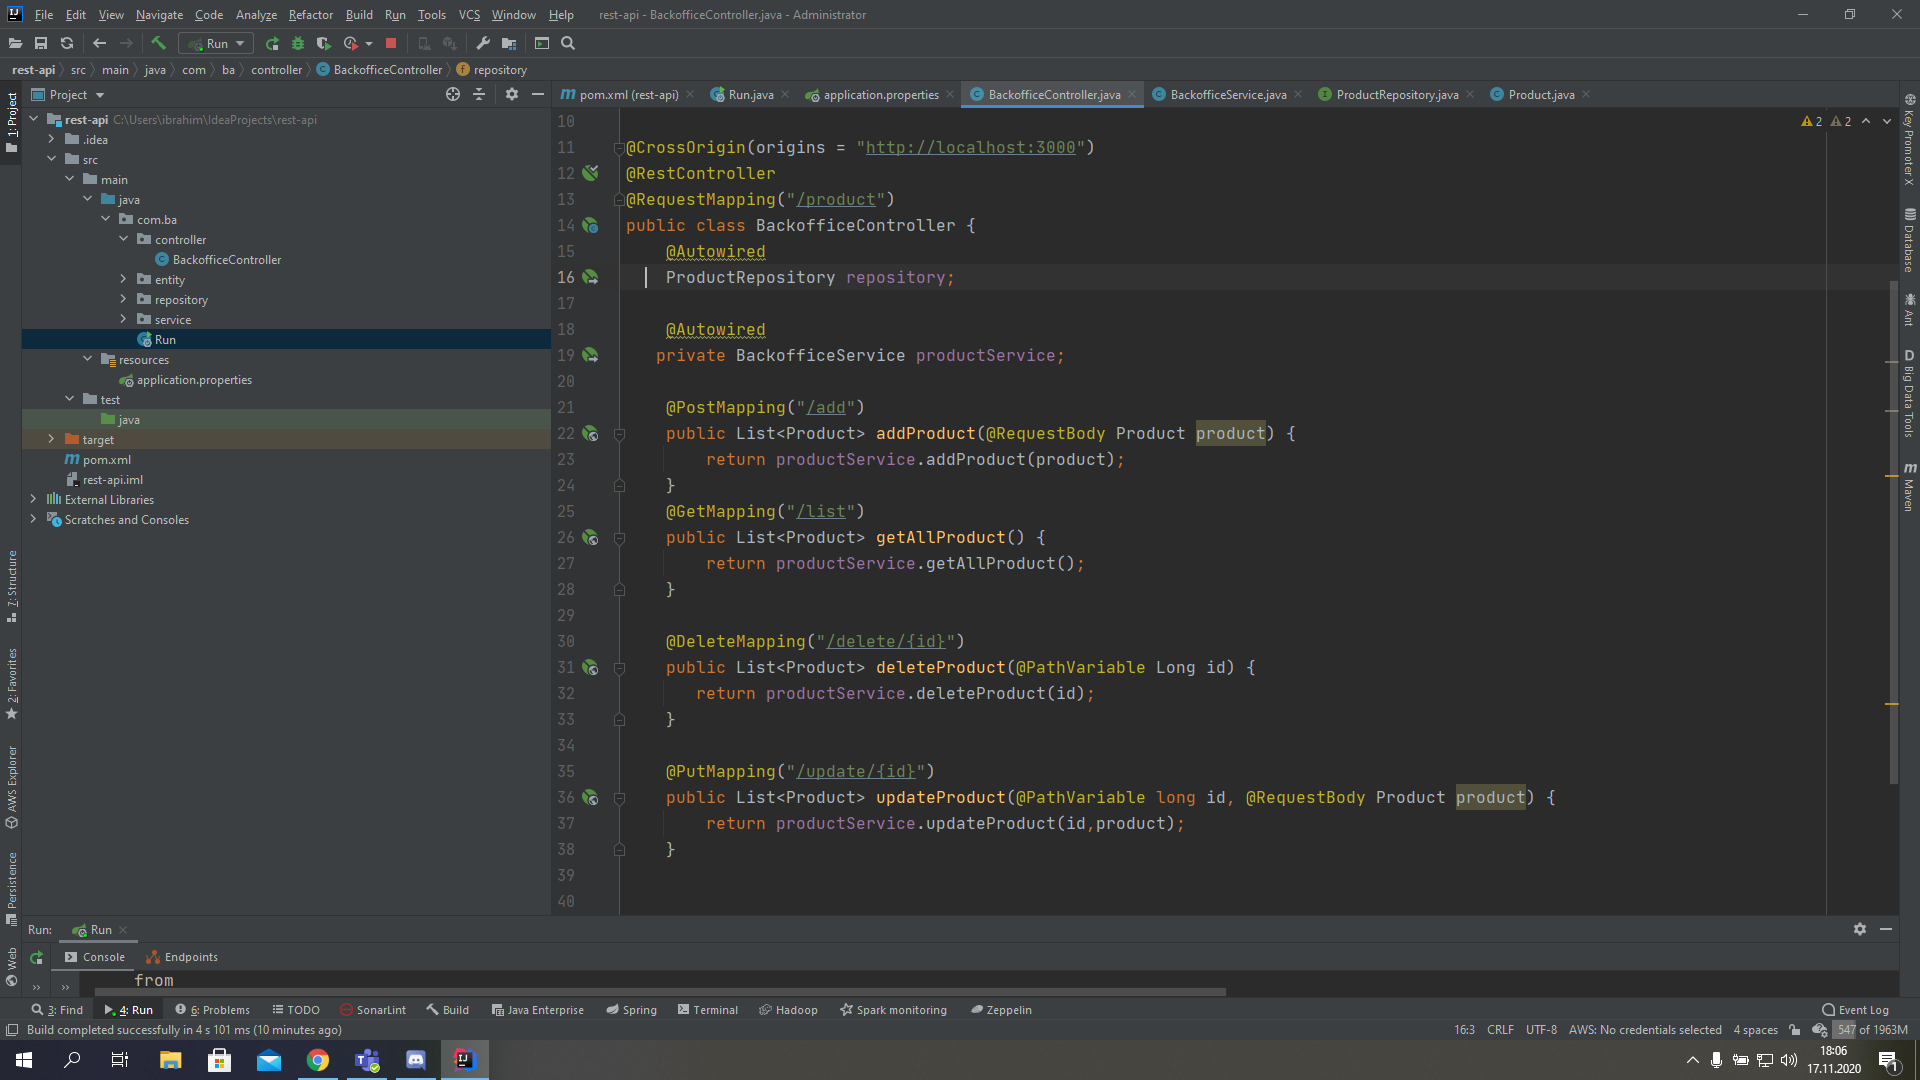 File Edit View Navigate Code Analyze Refactor Build Run Tools VCS Window Help rest-api - BackofficeController.java - Administrator
Run
rest-api src main java com ba controller BackofficeController repository
Project
pom.xml (rest-api) Run.java application.properties BackofficeController.java BackofficeService.java ProductRepository.java Product.java
1: Project
7: Structure
2: Favorites
AWS Explorer
Persistence
Web
rest-api C:\Users\ibrahim\IdeaProjects\rest-api
.idea
src
main
java
com.ba
controller
BackofficeController
entity
repository
service
Run
resources
application.properties
test
java
target
pom.xml
rest-api.iml
External Libraries
Scratches and Consoles
2 2
10
11 @CrossOrigin(origins = "http://localhost:3000")
12 @RestController
13 @RequestMapping("/product")
14 public class BackofficeController {
15 @Autowired
16 ProductRepository repository;
17
18 @Autowired
19 private BackofficeService productService;
20
21 @PostMapping("/add")
22 public List<Product> addProduct(@RequestBody Product product) {
23 return productService.addProduct(product);
24 }
25 @GetMapping("/list")
26 public List<Product> getAllProduct() {
27 return productService.getAllProduct();
28 }
29
30 @DeleteMapping("/delete/{id}")
31 public List<Product> deleteProduct(@PathVariable Long id) {
32 return productService.deleteProduct(id);
33 }
34
35 @PutMapping("/update/{id}")
36 public List<Product> updateProduct(@PathVariable long id, @RequestBody Product product) {
37 return productService.updateProduct(id,product);
38 }
39
40
Key Promoter X
Database
Ant
Big Data Tools
Maven
Run: Run
Console Endpoints
from
3: Find 4: Run 6: Problems TODO SonarLint Build Java Enterprise Spring Terminal Hadoop Spark monitoring Zeppelin Event Log
Build completed successfully in 4 s 101 ms (10 minutes ago) 16:3 CRLF UTF-8 AWS: No credentials selected 4 spaces 547 of 1963M
18:06
17.11.2020
1